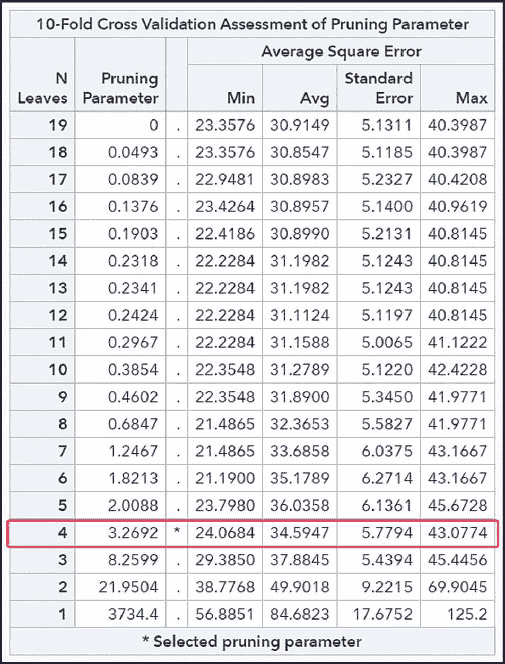 10-Fold Cross Validation Assessment of Pruning Parameter
Average Square Error
N Leaves Pruning Parameter Min Avg Standard Error Max
19 0 . 23.3576 30.9149 5.1311 40.3987
18 0.0493 . 23.3576 30.8547 5.1185 40.3987
17 0.0839 . 22.9481 30.8983 5.2327 40.4208
16 0.1376 . 23.4264 30.8957 5.1400 40.9619
15 0.1903 . 22.4186 30.8990 5.2131 40.8145
14 0.2318 . 22.2284 31.1982 5.1243 40.8145
13 0.2341 . 22.2284 31.1982 5.1243 40.8145
12 0.2424 . 22.2284 31.1124 5.1197 40.8145
11 0.2967 . 22.2284 31.1588 5.0065 41.1222
10 0.3854 . 22.3548 31.2789 5.1220 42.4228
9 0.4602 . 22.3548 31.8900 5.3450 41.9771
8 0.6847 . 21.4865 32.3653 5.5827 41.9771
7 1.2467 . 21.4865 33.6858 6.0375 43.1667
6 1.8213 . 21.1900 35.1789 6.2714 43.1667
5 2.0088 . 23.7980 36.0358 6.1361 45.6728
4 3.2692 * 24.0684 34.5947 5.7794 43.0774
3 8.2599 . 29.3850 37.8845 5.4394 45.4456
2 21.9504 . 38.7768 49.9018 9.2215 69.9045
1 3734.4 . 56.8851 84.6823 17.6752 125.2
* Selected pruning parameter